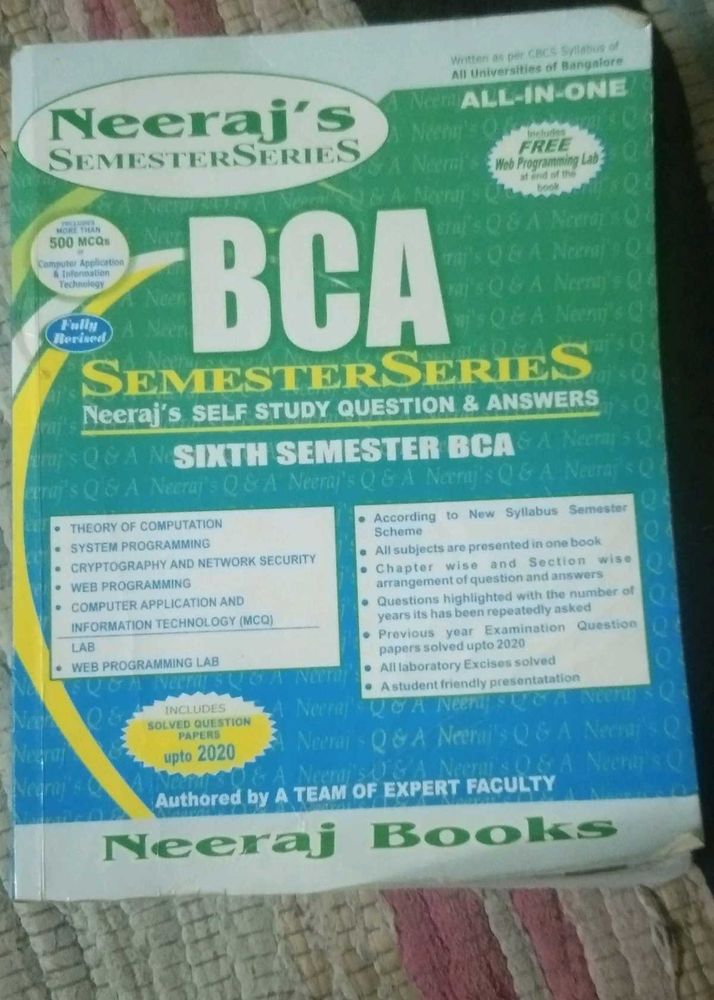 Written as per CBCS Syllabus of
All Universities of Bangalore
ALL-IN-ONE
Neeraj's
SEMESTERSERIES
Includes
FREE
Web Programming Lab
at end of the
book
INCLUDES
MORE THAN
500 MCQs
Computer Application
& Information
Technology
Fully
Revised
BCA
SEMESTERSERIES
Neeraj's SELF STUDY QUESTION & ANSWERS
SIXTH SEMESTER BCA
• THEORY OF COMPUTATION
• SYSTEM PROGRAMMING
• CRYPTOGRAPHY AND NETWORK SECURITY
• WEB PROGRAMMING
• COMPUTER APPLICATION AND
INFORMATION TECHNOLOGY (MCQ)
LAB
• WEB PROGRAMMING LAB
• According to New Syllabus Semester
Scheme
• All subjects are presented in one book
• Chapter wise and Section wise
arrangement of question and answers
• Questions highlighted with the number of
years its has been repeatedly asked
• Previous year Examination Question
papers solved upto 2020
• All laboratory Excises solved
• A student friendly presentatation
INCLUDES
SOLVED QUESTION
PAPERS
upto 2020
Authored by A TEAM OF EXPERT FACULTY
Neeraj Books